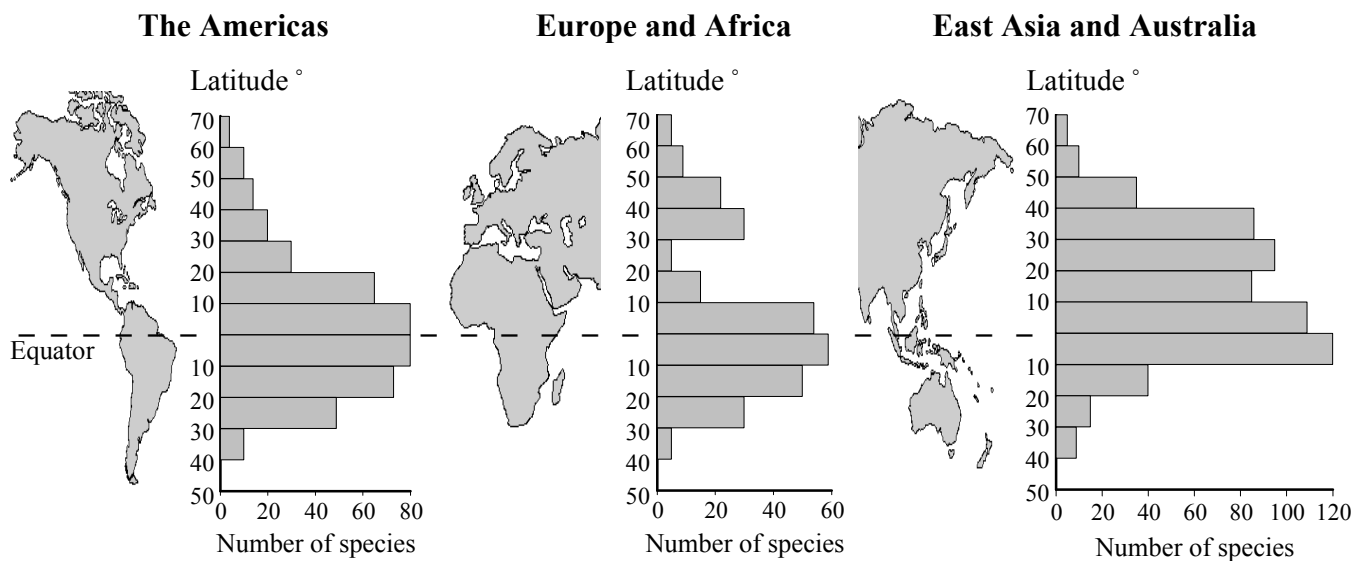 The Americas
Latitude °
70
60
50
40
30
20
10
Equator
10
20
30
40
50
0 20 40 60 80
Number of species
Europe and Africa
Latitude °
70
60
50
40
30
20
10
10
20
30
40
50
0 20 40 60
Number of species
East Asia and Australia
Latitude °
70
60
50
40
30
20
10
10
20
30
40
50
0 20 40 60 80 100 120
Number of species